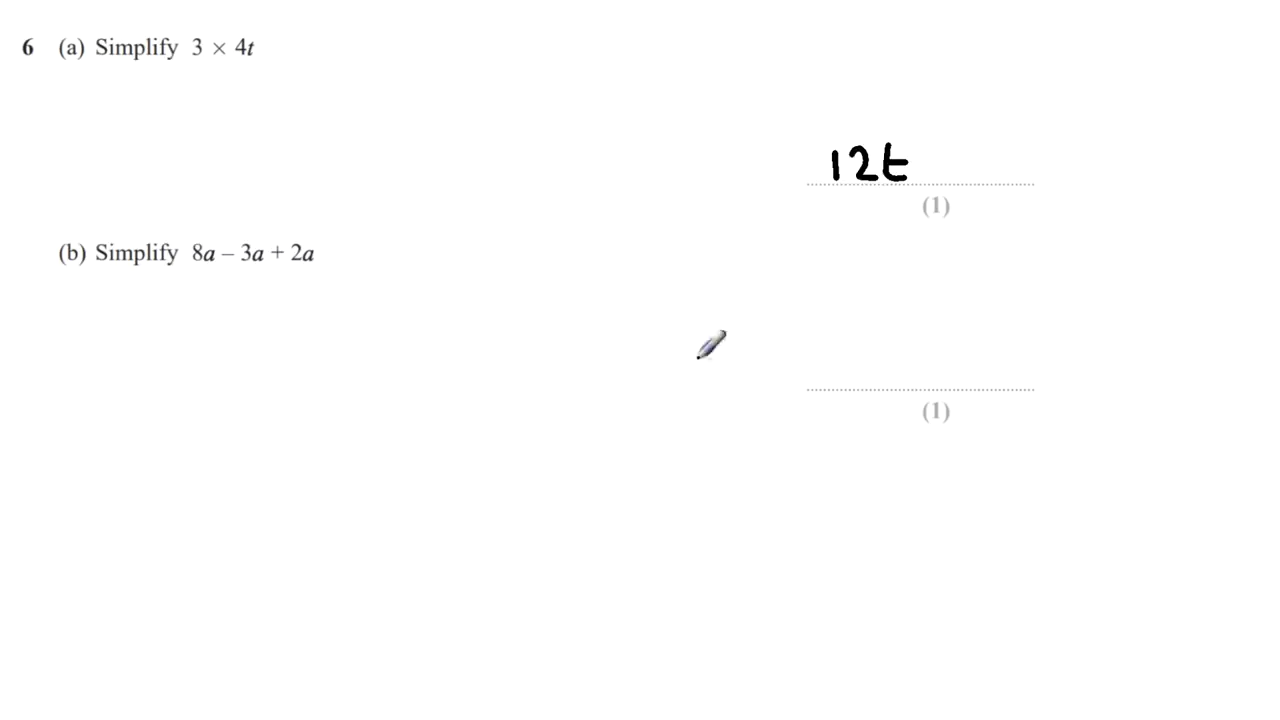 6 (a) Simplify 3 × 4t
12t
(1)
(b) Simplify 8a – 3a + 2a
(1)